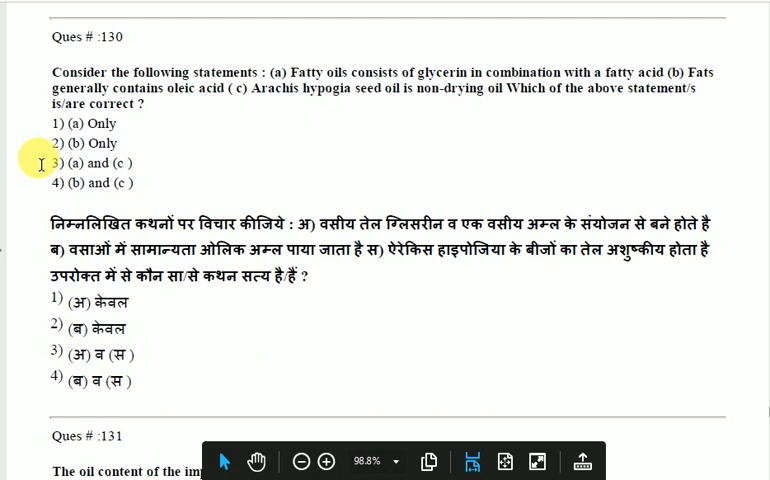 Ques # :130
Consider the following statements : (a) Fatty oils consists of glycerin in combination with a fatty acid (b) Fats
generally contains oleic acid ( c) Arachis hypogia seed oil is non-drying oil Which of the above statement/s
is/are correct ?
1) (a) Only
2) (b) Only
3) (a) and (c )
4) (b) and (c )
निम्नलिखित कथनों पर विचार कीजिये : अ) वसीय तेल ग्लिसरीन व एक वसीय अम्ल के संयोजन से बने होते है
ब) वसाओं में सामान्यता ओलिक अम्ल पाया जाता है स) ऐरेकिस हाइपोजिया के बीजों का तेल अशुष्कीय होता है
उपरोक्त में से कौन सा/से कथन सत्य है/हैं ?
1) (अ) केवल
2) (ब) केवल
3) (अ) व (स )
4) (ब) व (स )
Ques # :131
The oil content of the
98.8%